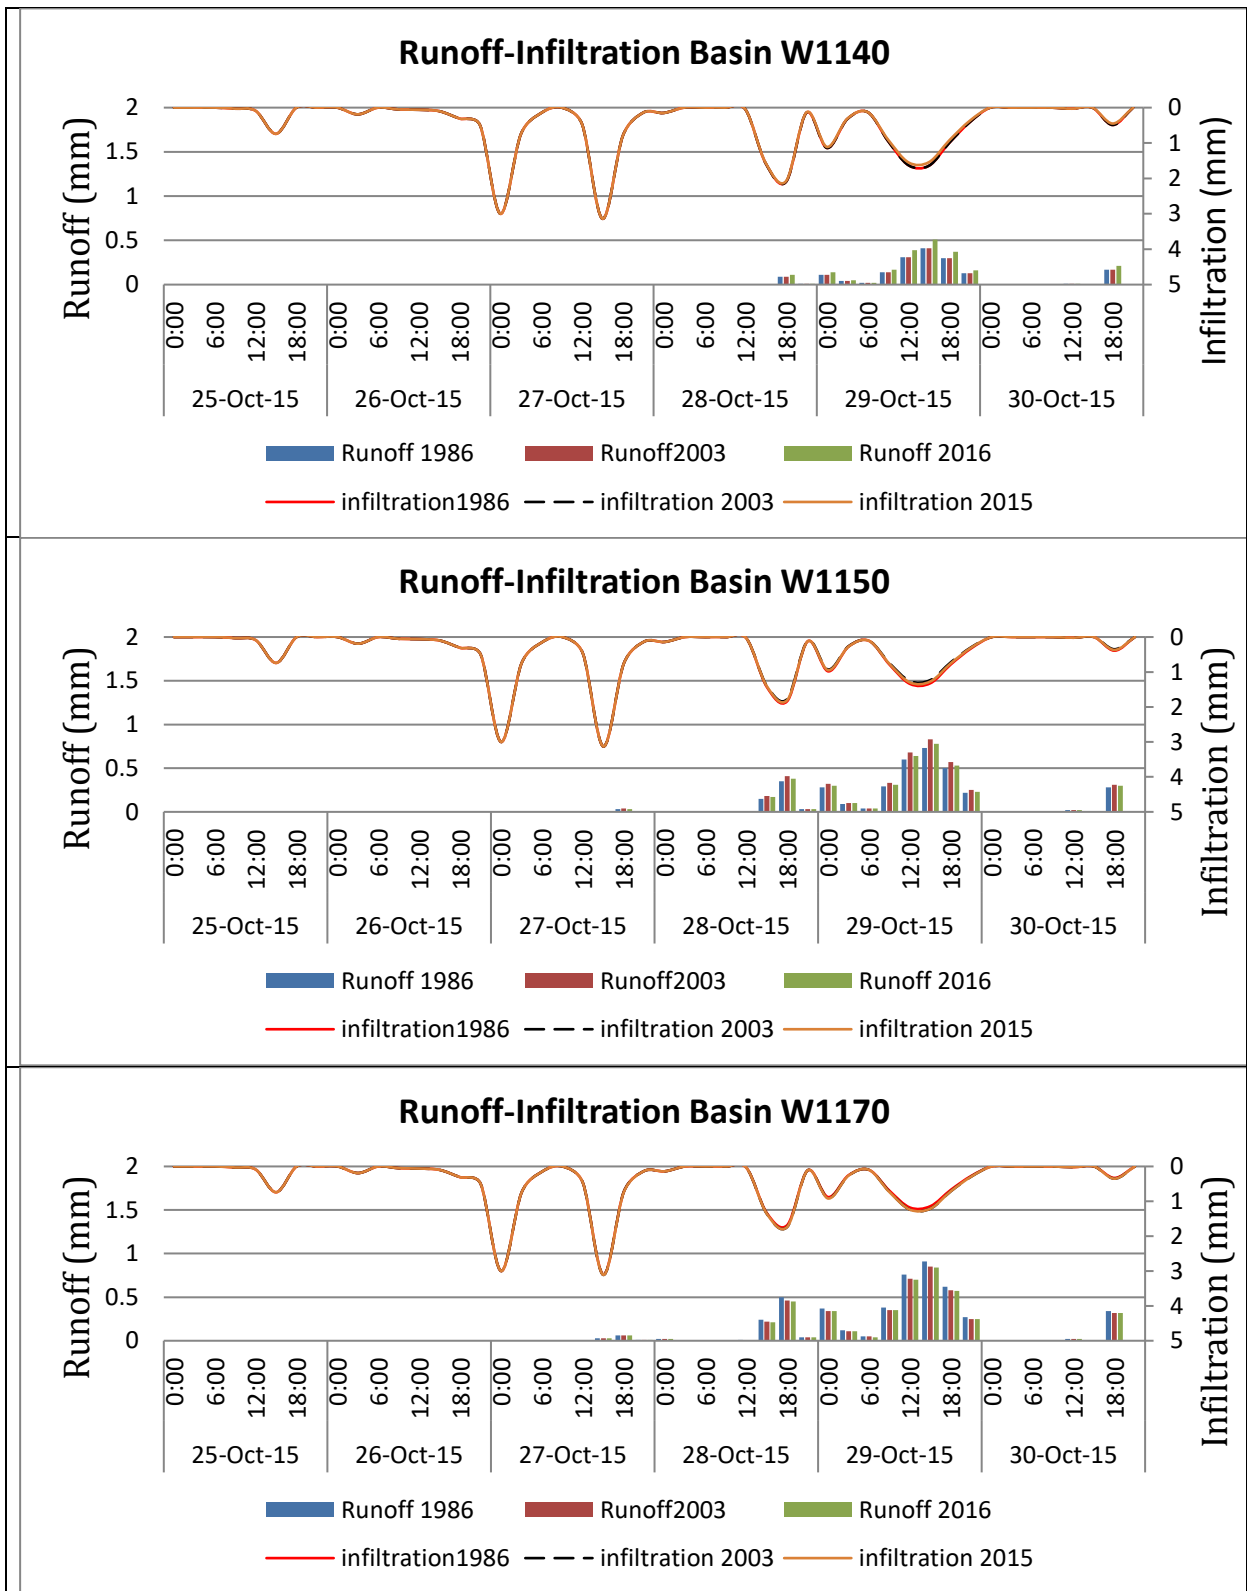 Runoff-Infiltration Basin W1140
Runoff (mm)
2
1.5
1
0.5
0
0
1
2
3
4
5
Infiltration (mm)
0:00 6:00 12:00 18:00 0:00 6:00 12:00 18:00 0:00 6:00 12:00 18:00 0:00 6:00 12:00 18:00 0:00 6:00 12:00 18:00 0:00 6:00 12:00 18:00
25-Oct-15 26-Oct-15 27-Oct-15 28-Oct-15 29-Oct-15 30-Oct-15
Runoff 1986 Runoff2003 Runoff 2016
infiltration1986 infiltration 2003 infiltration 2015
Runoff-Infiltration Basin W1150
Runoff (mm)
2
1.5
1
0.5
0
0
1
2
3
4
5
Infiltration (mm)
0:00 6:00 12:00 18:00 0:00 6:00 12:00 18:00 0:00 6:00 12:00 18:00 0:00 6:00 12:00 18:00 0:00 6:00 12:00 18:00 0:00 6:00 12:00 18:00
25-Oct-15 26-Oct-15 27-Oct-15 28-Oct-15 29-Oct-15 30-Oct-15
Runoff 1986 Runoff2003 Runoff 2016
infiltration1986 infiltration 2003 infiltration 2015
Runoff-Infiltration Basin W1170
Runoff (mm)
2
1.5
1
0.5
0
0
1
2
3
4
5
Infiltration (mm)
0:00 6:00 12:00 18:00 0:00 6:00 12:00 18:00 0:00 6:00 12:00 18:00 0:00 6:00 12:00 18:00 0:00 6:00 12:00 18:00 0:00 6:00 12:00 18:00
25-Oct-15 26-Oct-15 27-Oct-15 28-Oct-15 29-Oct-15 30-Oct-15
Runoff 1986 Runoff2003 Runoff 2016
infiltration1986 infiltration 2003 infiltration 2015